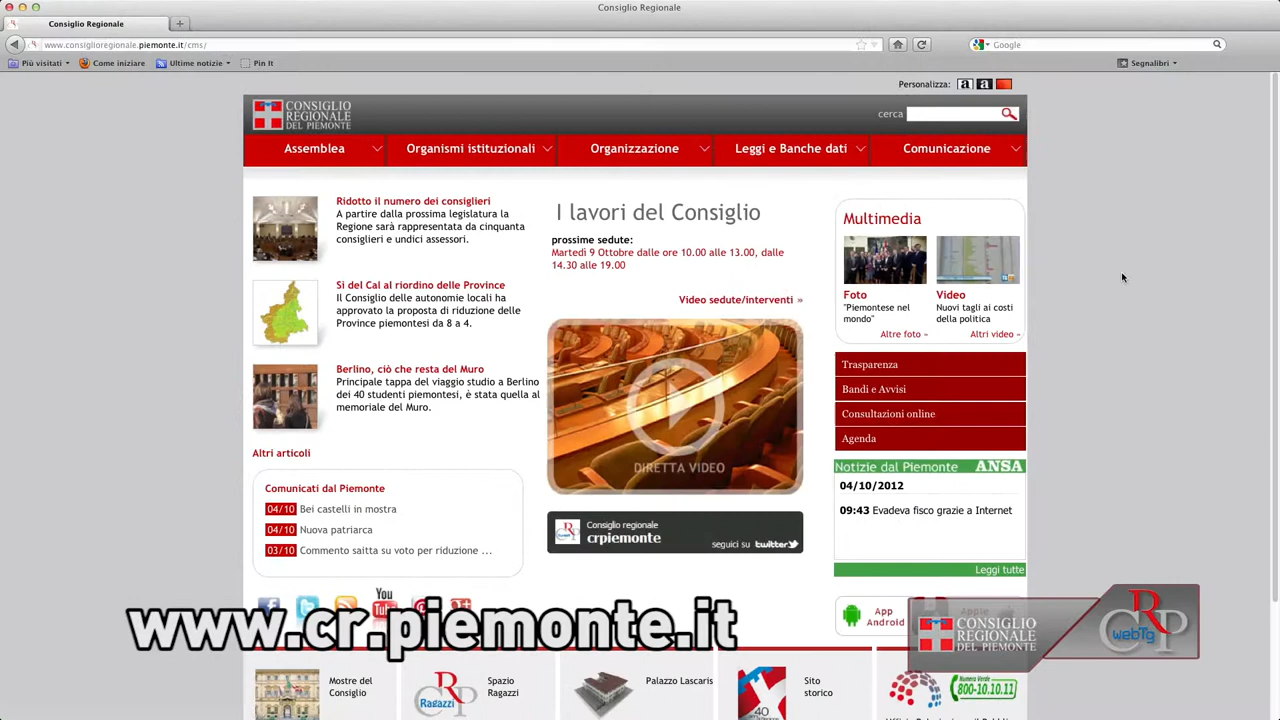 Consiglio Regionale
Consiglio Regionale
www.consiglioregionale.piemonte.it/cms/
Google
Più visitati
Come iniziare
Ultime notizie
Pin It
Segnalibri
Personalizza: a a
CONSIGLIO
REGIONALE
DEL PIEMONTE
cerca
Assemblea
Organismi istituzionali
Organizzazione
Leggi e Banche dati
Comunicazione
Ridotto il numero dei consiglieri
A partire dalla prossima legislatura la
Regione sarà rappresentata da cinquanta
consiglieri e undici assessori.
Sì del Cal al riordino delle Province
Il Consiglio delle autonomie locali ha
approvato la proposta di riduzione delle
Province piemontesi da 8 a 4.
Berlino, ciò che resta del Muro
Principale tappa del viaggio studio a Berlino
dei 40 studenti piemontesi, è stata quella al
memoriale del Muro.
Altri articoli
Comunicati dal Piemonte
04/10 Bei castelli in mostra
04/10 Nuova patriarca
03/10 Commento saitta su voto per riduzione ...
I lavori del Consiglio
prossime sedute:
Martedì 9 Ottobre dalle ore 10.00 alle 13.00, dalle
14.30 alle 19.00
Video sedute/interventi »
DIRETTA VIDEO
Consiglio regionale
crpiemonte
seguici su twitter
Multimedia
Foto
"Piemontese nel
mondo"
Altre foto »
Video
Nuovi tagli ai costi
della politica
Altri video »
Trasparenza
Bandi e Avvisi
Consultazioni online
Agenda
Notizie dal Piemonte ANSA
04/10/2012
09:43 Evadeva fisco grazie a Internet
Leggi tutte
You
App
Android
Apple
www.cr.piemonte.it
CONSIGLIO
REGIONALE
DEL PIEMONTE
CRP
webTg
Mostre del
Consiglio
Ragazzi
Spazio
Ragazzi
Palazzo Lascaris
40
Sito
storico
Numero Verde
800-10.10.11